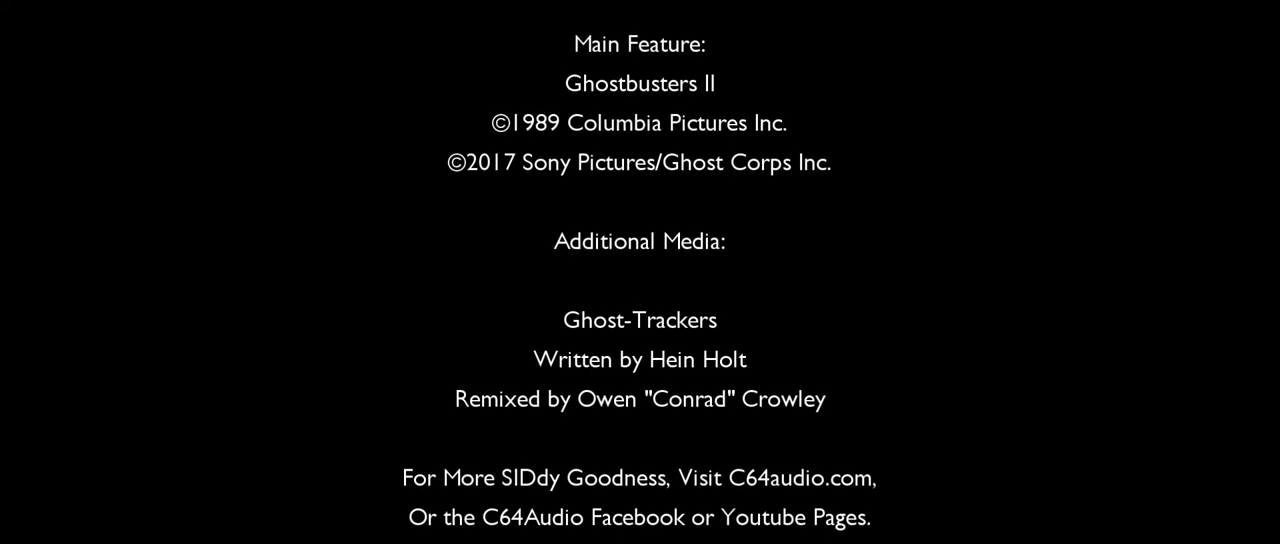 Main Feature:
Ghostbusters II
©1989 Columbia Pictures Inc.
©2017 Sony Pictures/Ghost Corps Inc.
Additional Media:
Ghost-Trackers
Written by Hein Holt
Remixed by Owen "Conrad" Crowley
For More SIDdy Goodness, Visit C64audio.com,
Or the C64Audio Facebook or Youtube Pages.